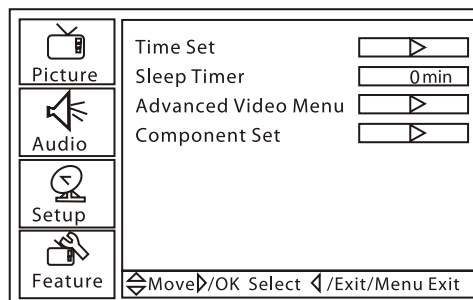 Picture
Audio
Setup
Feature
Time Set
Sleep Timer 0min
Advanced Video Menu
Component Set
Move /OK Select /Exit/Menu Exit